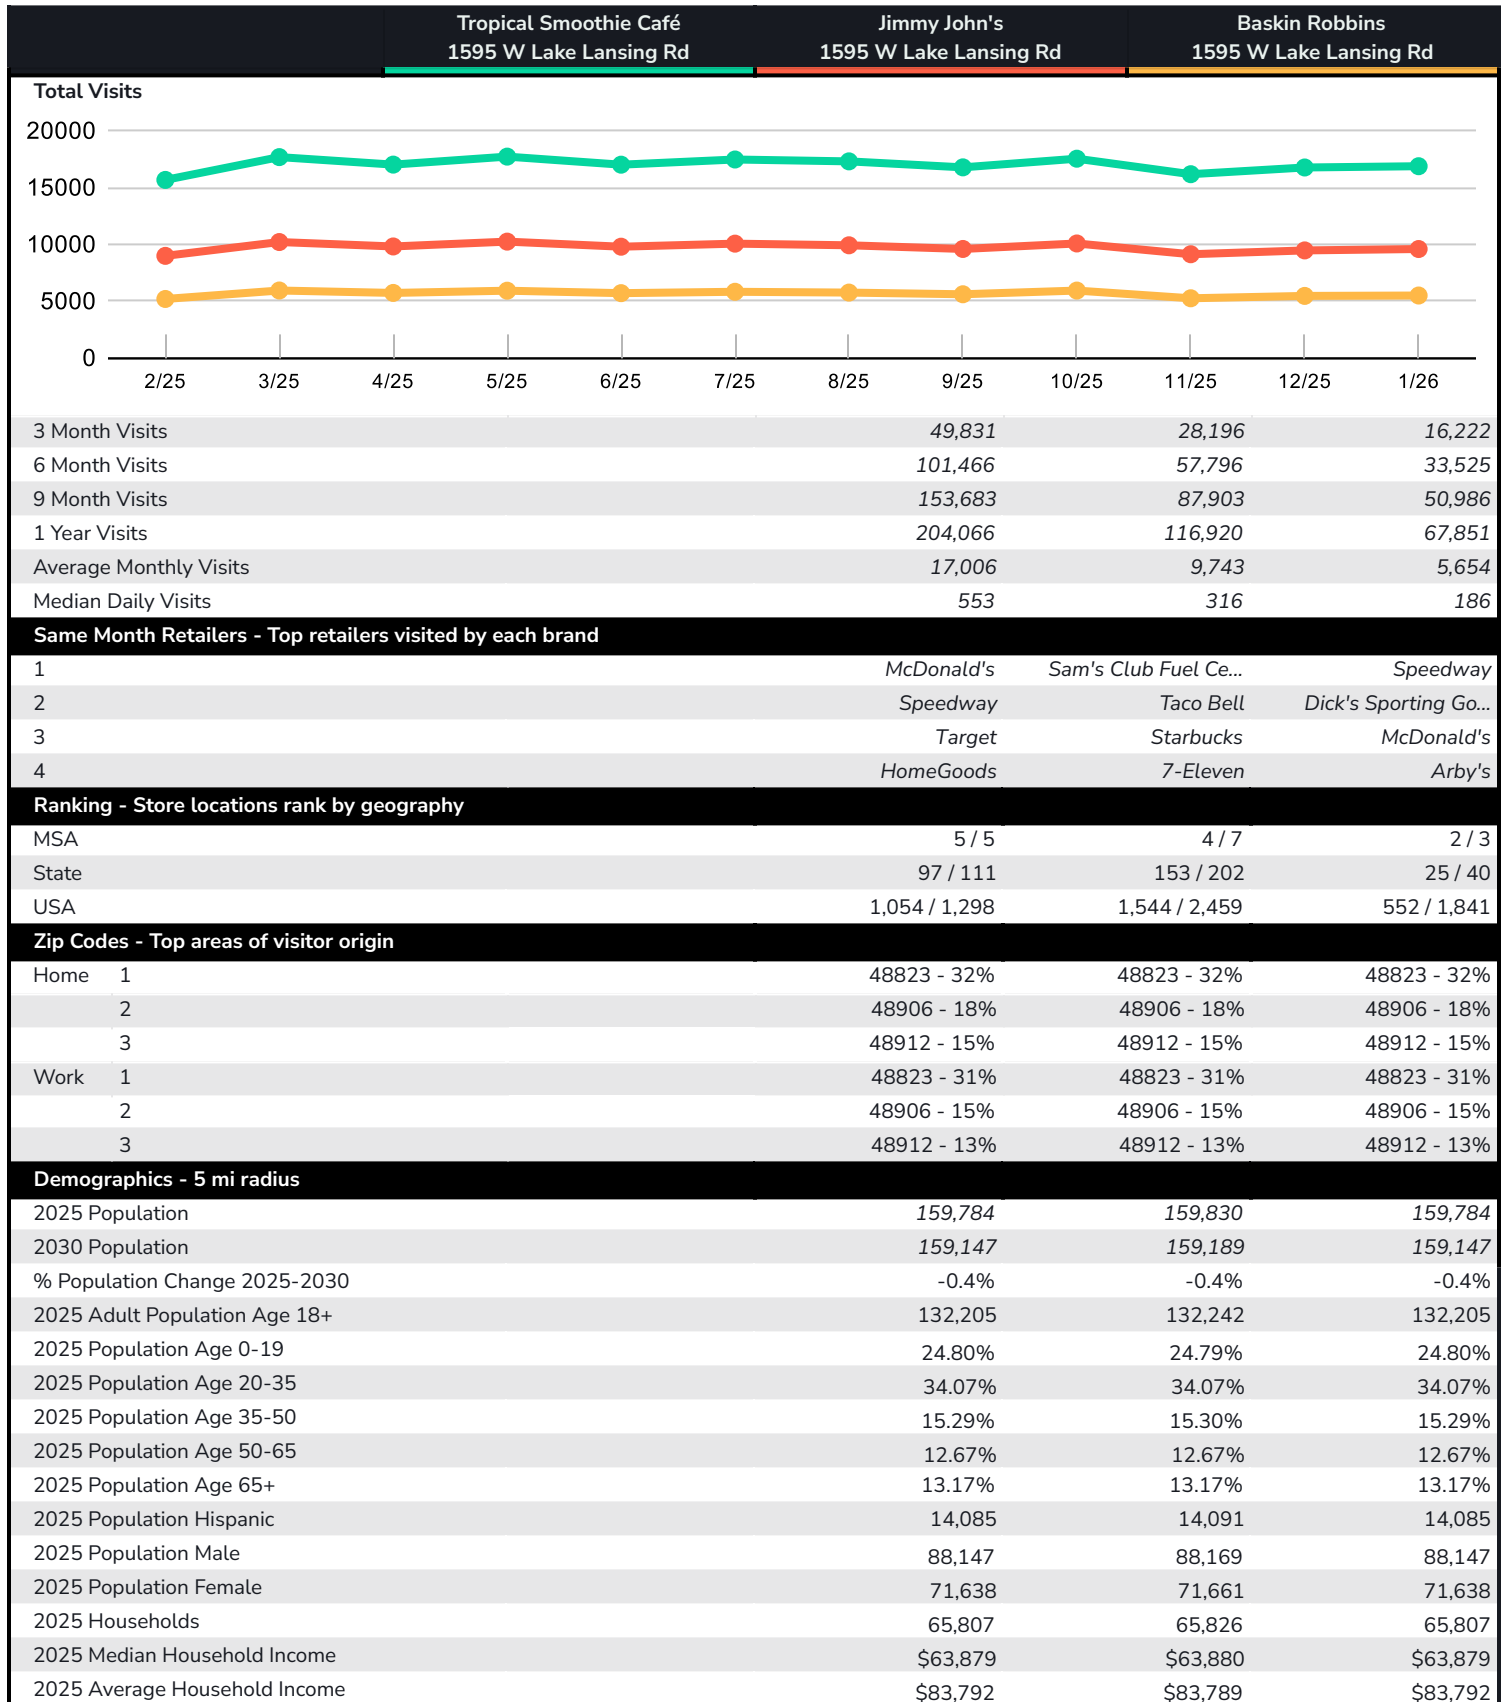 Tropical Smoothie Café Jimmy John's Baskin Robbins
1595 W Lake Lansing Rd 1595 W Lake Lansing Rd 1595 W Lake Lansing Rd
Total Visits
20000
15000
10000
5000
0
2/25 3/25 4/25 5/25 6/25 7/25 8/25 9/25 10/25 11/25 12/25 1/26
3 Month Visits 49,831 28,196 16,222
6 Month Visits 101,466 57,796 33,525
9 Month Visits 153,683 87,903 50,986
1 Year Visits 204,066 116,920 67,851
Average Monthly Visits 17,006 9,743 5,654
Median Daily Visits 553 316 186
Same Month Retailers - Top retailers visited by each brand
1 McDonald's Sam's Club Fuel Ce... Speedway
2 Speedway Taco Bell Dick's Sporting Go...
3 Target Starbucks McDonald's
4 HomeGoods 7-Eleven Arby's
Ranking - Store locations rank by geography
MSA 5 / 5 4 / 7 2 / 3
State 97 / 111 153 / 202 25 / 40
USA 1,054 / 1,298 1,544 / 2,459 552 / 1,841
Zip Codes - Top areas of visitor origin
Home 1 48823 - 32% 48823 - 32% 48823 - 32%
2 48906 - 18% 48906 - 18% 48906 - 18%
3 48912 - 15% 48912 - 15% 48912 - 15%
Work 1 48823 - 31% 48823 - 31% 48823 - 31%
2 48906 - 15% 48906 - 15% 48906 - 15%
3 48912 - 13% 48912 - 13% 48912 - 13%
Demographics - 5 mi radius
2025 Population 159,784 159,830 159,784
2030 Population 159,147 159,189 159,147
% Population Change 2025-2030 -0.4% -0.4% -0.4%
2025 Adult Population Age 18+ 132,205 132,242 132,205
2025 Population Age 0-19 24.80% 24.79% 24.80%
2025 Population Age 20-35 34.07% 34.07% 34.07%
2025 Population Age 35-50 15.29% 15.30% 15.29%
2025 Population Age 50-65 12.67% 12.67% 12.67%
2025 Population Age 65+ 13.17% 13.17% 13.17%
2025 Population Hispanic 14,085 14,091 14,085
2025 Population Male 88,147 88,169 88,147
2025 Population Female 71,638 71,661 71,638
2025 Households 65,807 65,826 65,807
2025 Median Household Income $63,879 $63,880 $63,879
2025 Average Household Income $83,792 $83,789 $83,792